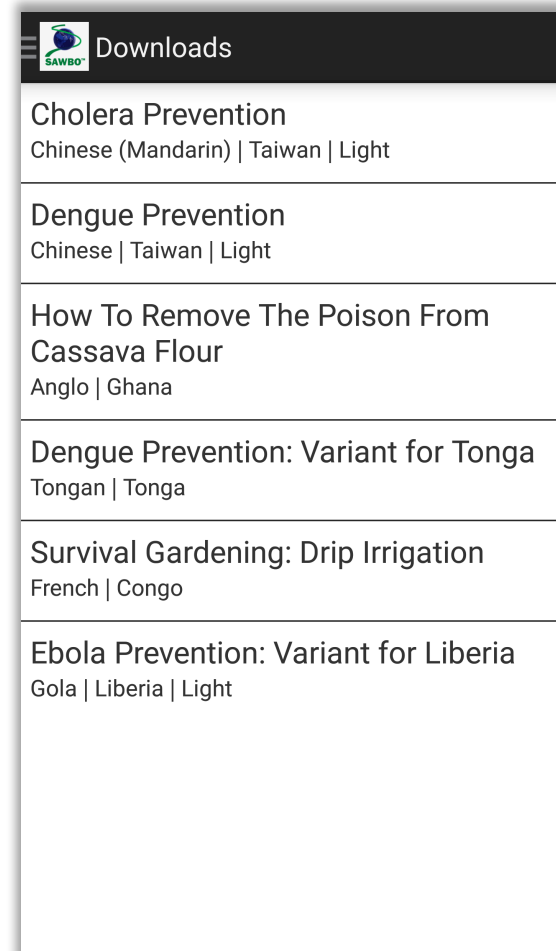 SAWBO™ Downloads
Cholera Prevention
Chinese (Mandarin) | Taiwan | Light
Dengue Prevention
Chinese | Taiwan | Light
How To Remove The Poison From
Cassava Flour
Anglo | Ghana
Dengue Prevention: Variant for Tonga
Tongan | Tonga
Survival Gardening: Drip Irrigation
French | Congo
Ebola Prevention: Variant for Liberia
Gola | Liberia | Light